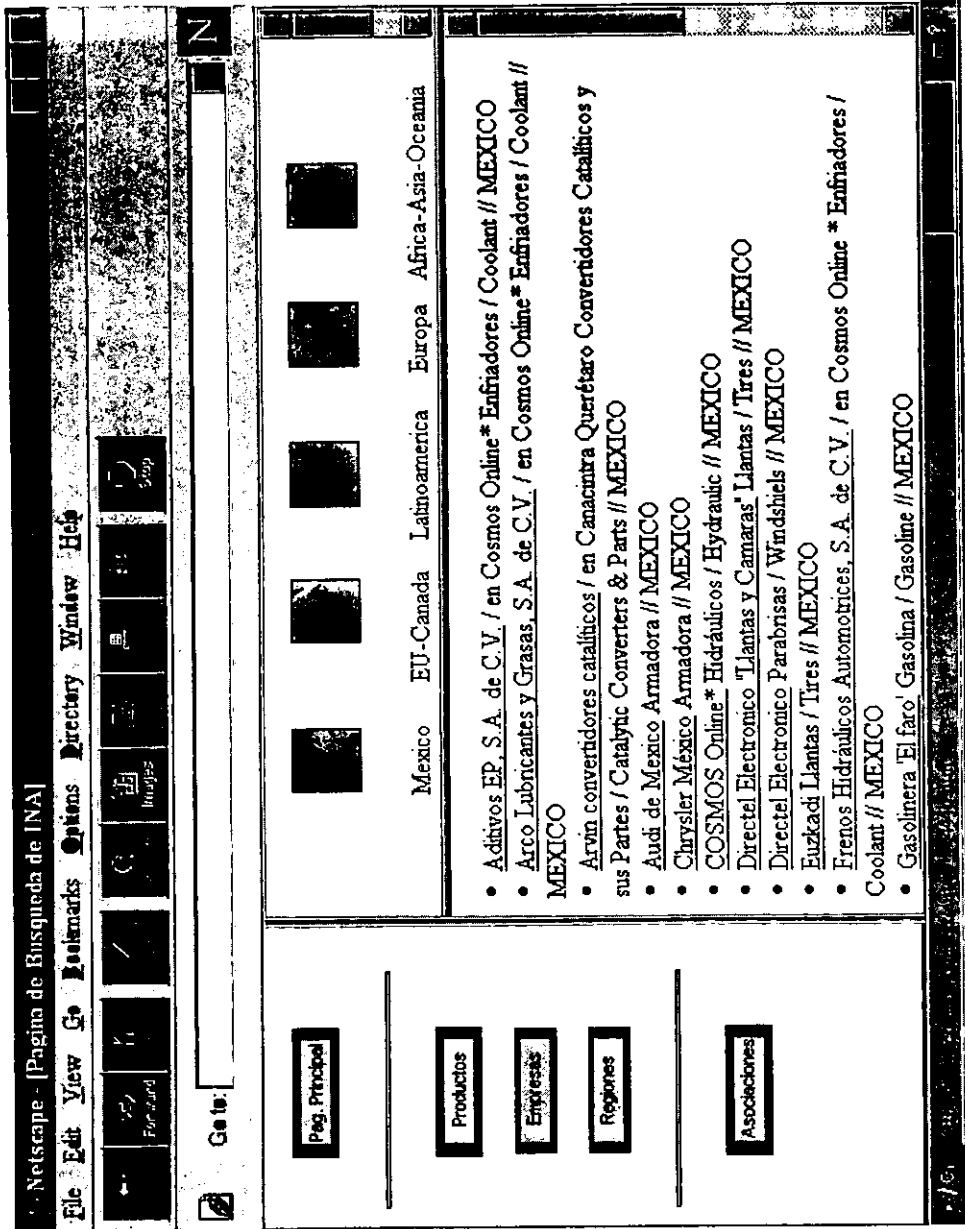 Netscape - [Pagina de Busqueda de INA]
File Edit View Go Bookmarks Options Directory Window Help
Forward Images Stop
Go to:
N
Pag. Principal
Productos
Empresas
Regiones
Asociaciones
Mexico EU-Canada Latinoamerica Europa Africa-Asia-Oceania
• Aditivos EP, S.A. de C.V. / en Cosmos Online* Enfriadores / Coolant // MEXICO
• Arco Lubricantes y Grasas, S.A. de C.V. / en Cosmos Online* Enfriadores / Coolant //
MEXICO
• Arvin convertidores catalíticos / en Canacintra Querétaro Convertidores Catalíticos y
sus Partes / Catalytic Converters & Parts // MEXICO
• Audi de Mexico Armadora // MEXICO
• Chrysler México Armadora // MEXICO
• COSMOS Online* Hidráulicos / Hydraulic // MEXICO
• Directel Electronico "Llantas y Camaras" Llantas / Tires // MEXICO
• Directel Electronico Parabrisas / Windshiels // MEXICO
• Euzkadi Llantas / Tires // MEXICO
• Frenos Hidráulicos Automotrices, S.A. de C.V. / en Cosmos Online * Enfriadores /
Coolant // MEXICO
• Gasolinera 'El faro' Gasolina / Gasoline // MEXICO